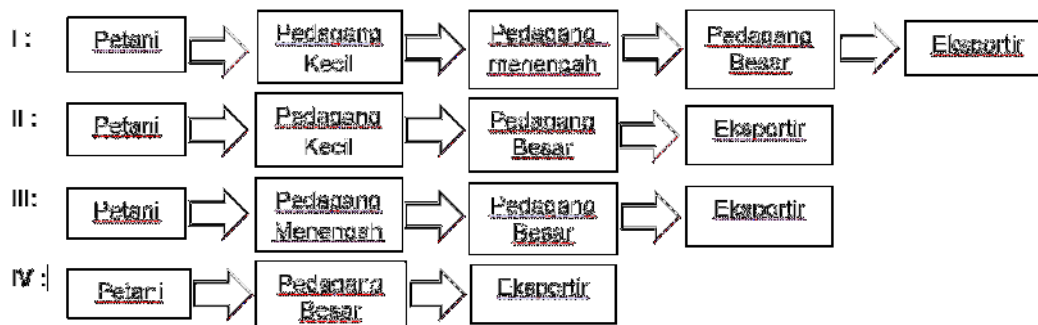 I : Petani Pedagang Kecil Pedagang menengah Pedagang Besar Eksportir
II : Petani Pedagang Kecil Pedagang Besar Eksportir
III: Petani Pedagang Menengah Pedagang Besar Eksportir
IV : Petani Pedagang Besar Eksportir